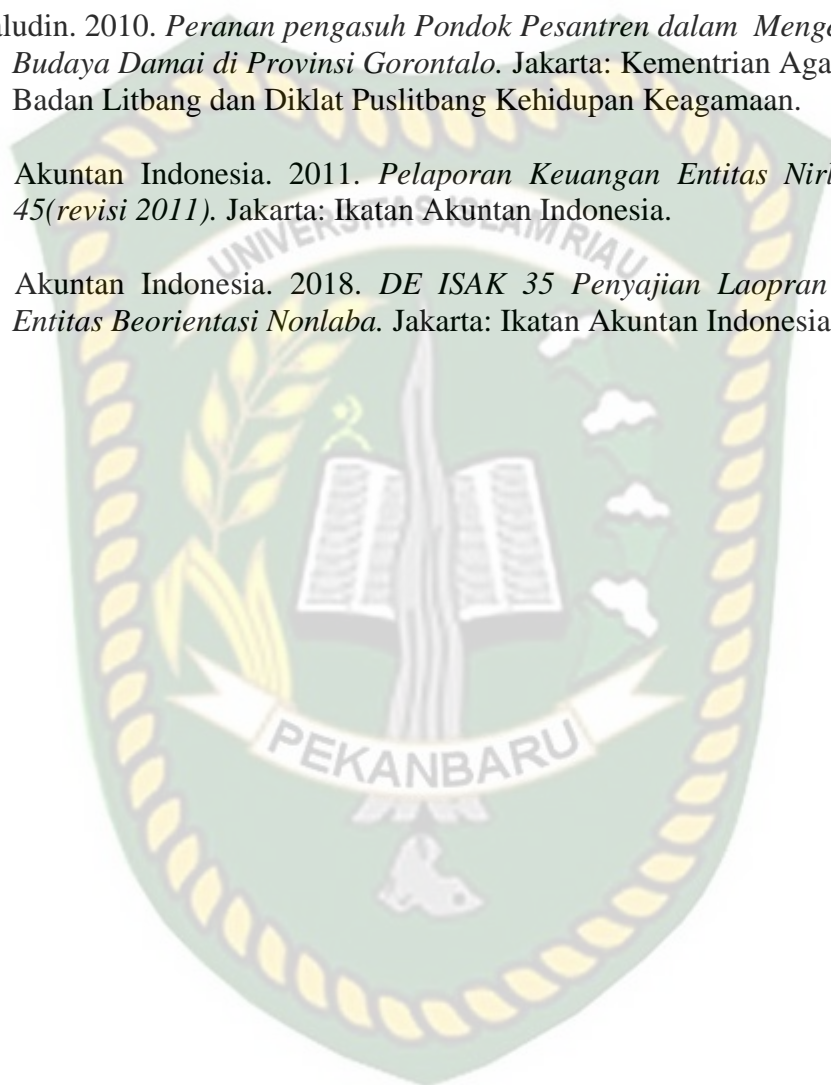 aludin. 2010. Peranan pengasuh Pondok Pesantren dalam Menge
Budaya Damai di Provinsi Gorontalo. Jakarta: Kementrian Aga
Badan Litbang dan Diklat Puslitbang Kehidupan Keagamaan.
Akuntan Indonesia. 2011. Pelaporan Keuangan Entitas Nirl
45(revisi 2011). Jakarta: Ikatan Akuntan Indonesia.
Akuntan Indonesia. 2018. DE ISAK 35 Penyajian Laopran
Entitas Beorientasi Nonlaba. Jakarta: Ikatan Akuntan Indonesia
UNIVERSITAS ISLAM RIAU
PEKANBARU